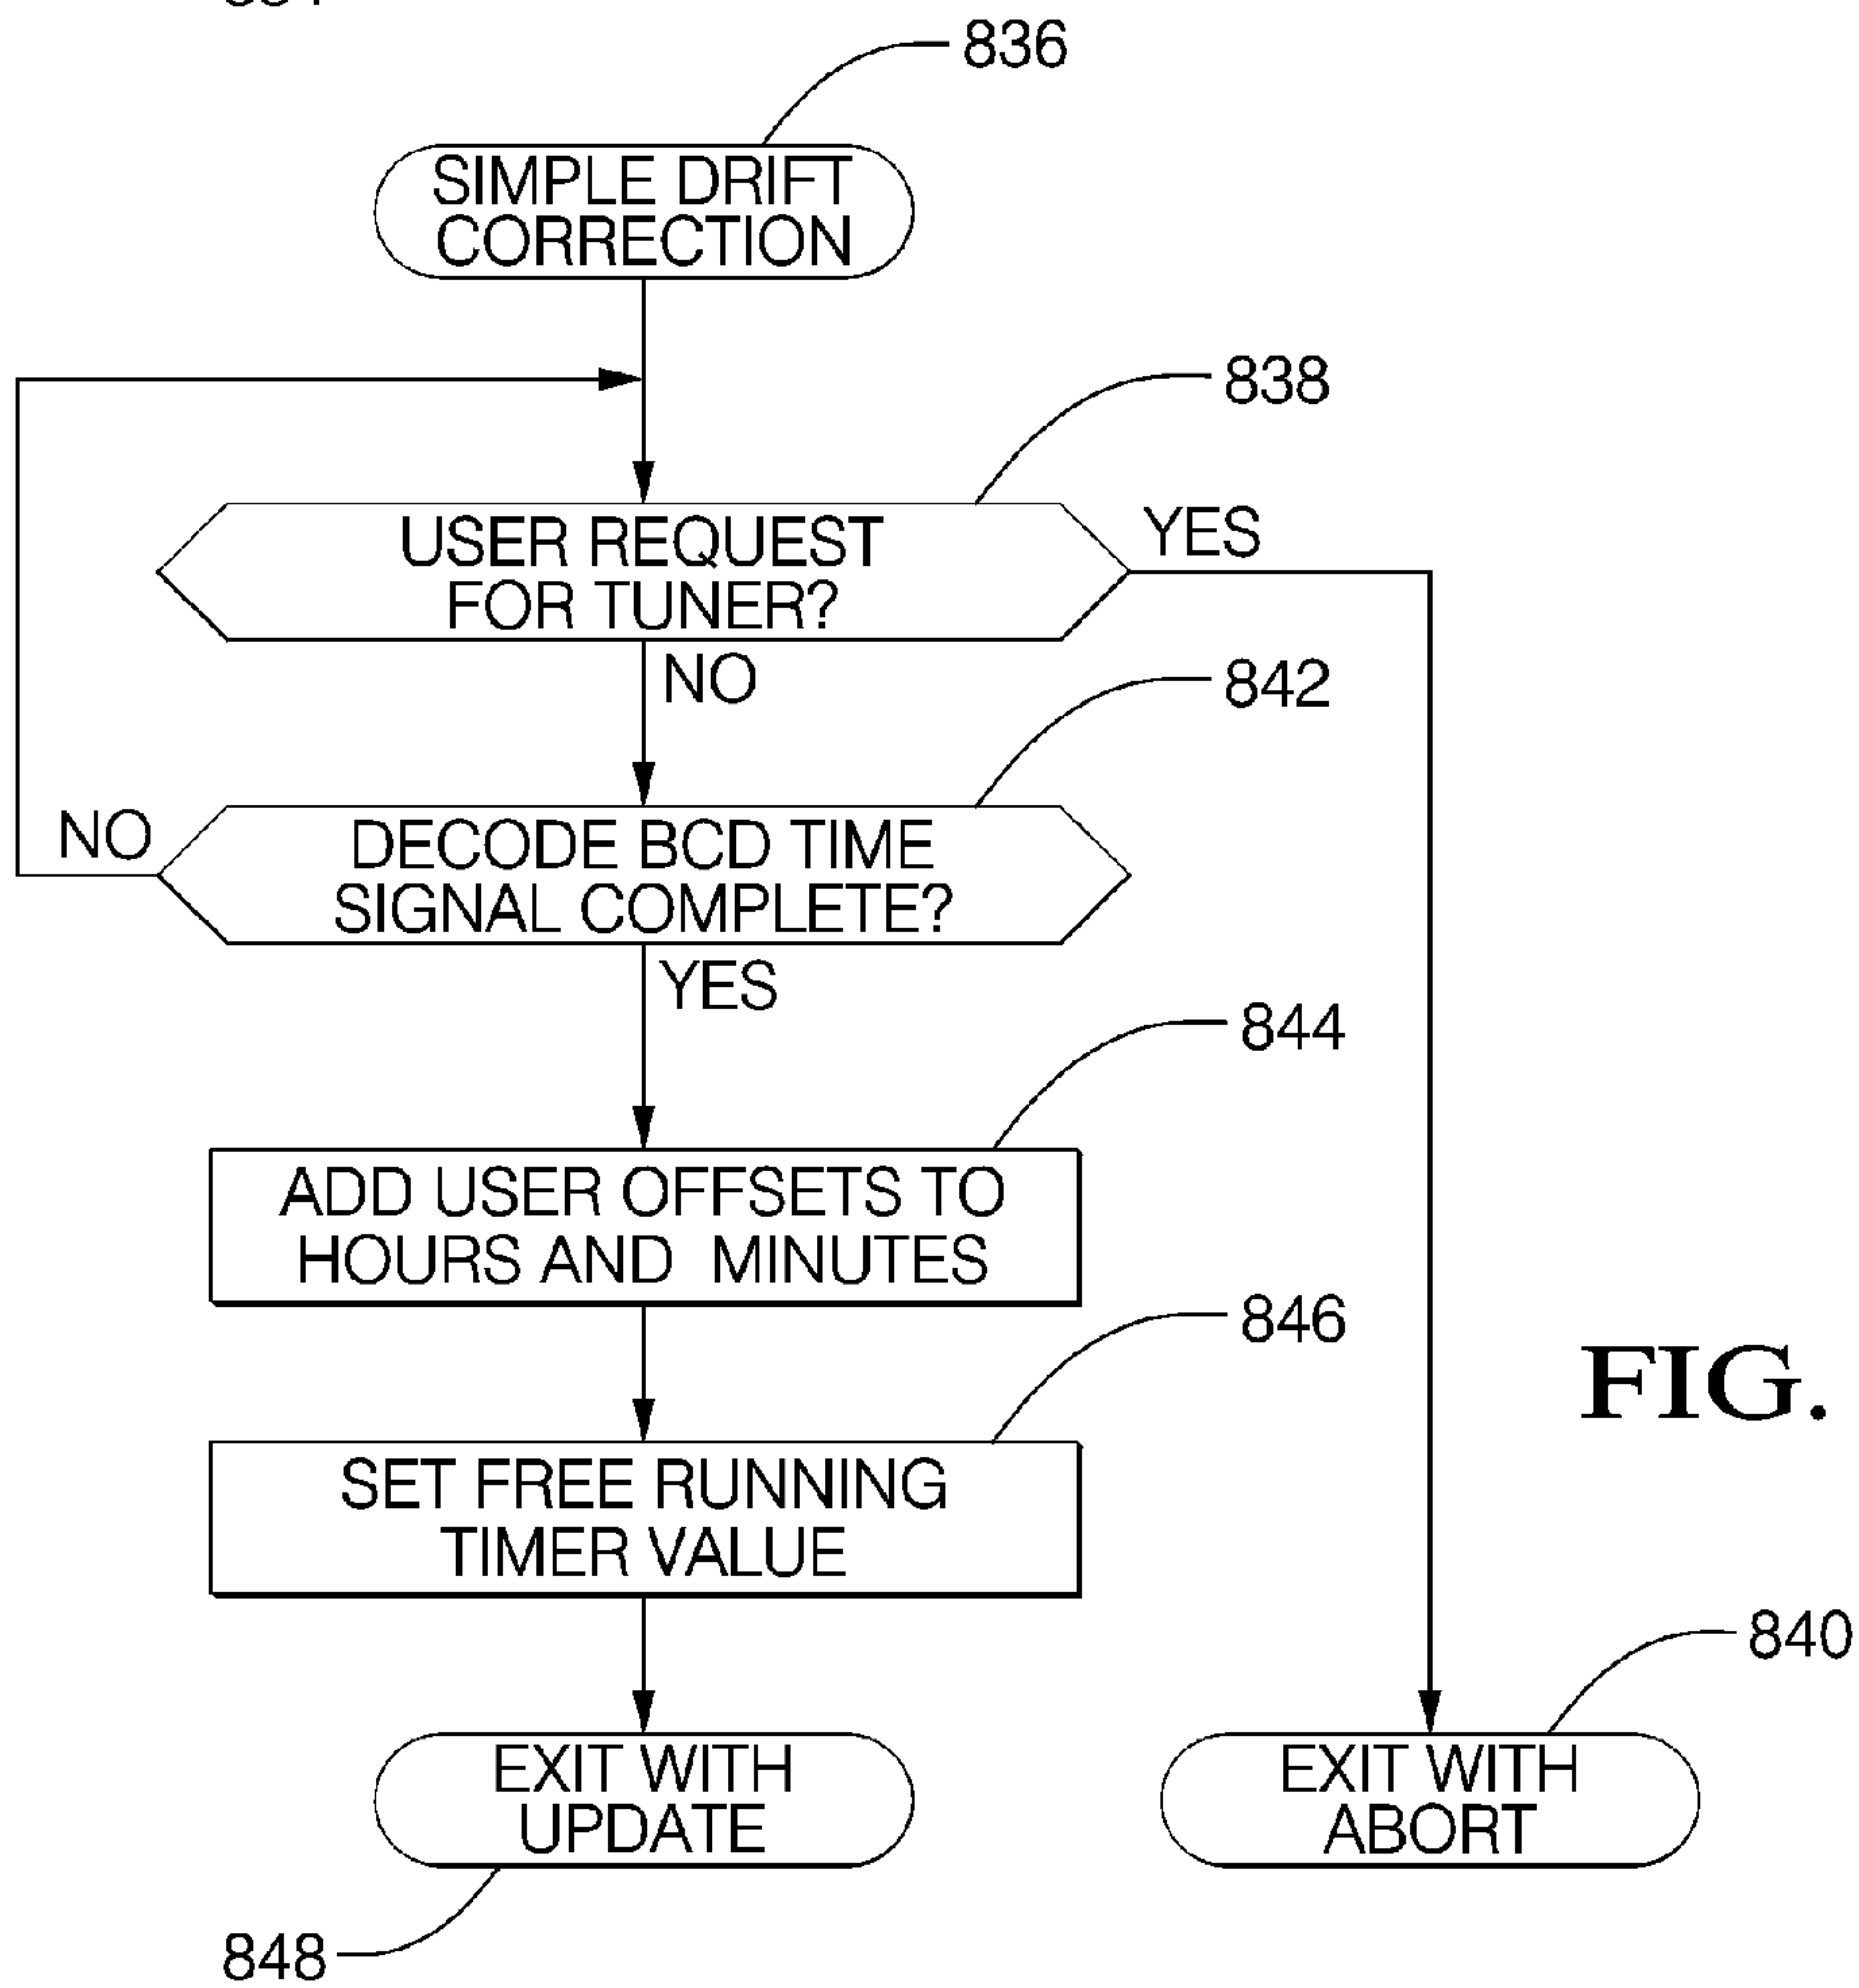 836
SIMPLE DRIFT
CORRECTION
838
USER REQUEST
FOR TUNER?
YES
NO
842
DECODE BCD TIME
SIGNAL COMPLETE?
NO
YES
844
ADD USER OFFSETS TO
HOURS AND MINUTES
846
SET FREE RUNNING
TIMER VALUE
FIG.
840
EXIT WITH
UPDATE
EXIT WITH
ABORT
848